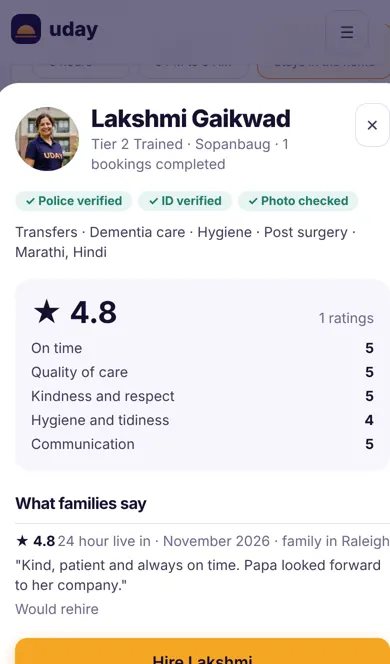 uday
☰
Lakshmi Gaikwad
Tier 2 Trained · Sopanbaug · 1
bookings completed
✕
UDAY
✓ Police verified ✓ ID verified ✓ Photo checked
Transfers · Dementia care · Hygiene · Post surgery ·
Marathi, Hindi
★ 4.8 1 ratings
On time 5
Quality of care 5
Kindness and respect 5
Hygiene and tidiness 4
Communication 5
What families say
★ 4.8 24 hour live in · November 2026 · family in Raleigh
"Kind, patient and always on time. Papa looked forward
to her company."
Would rehire
Hire Lakshmi